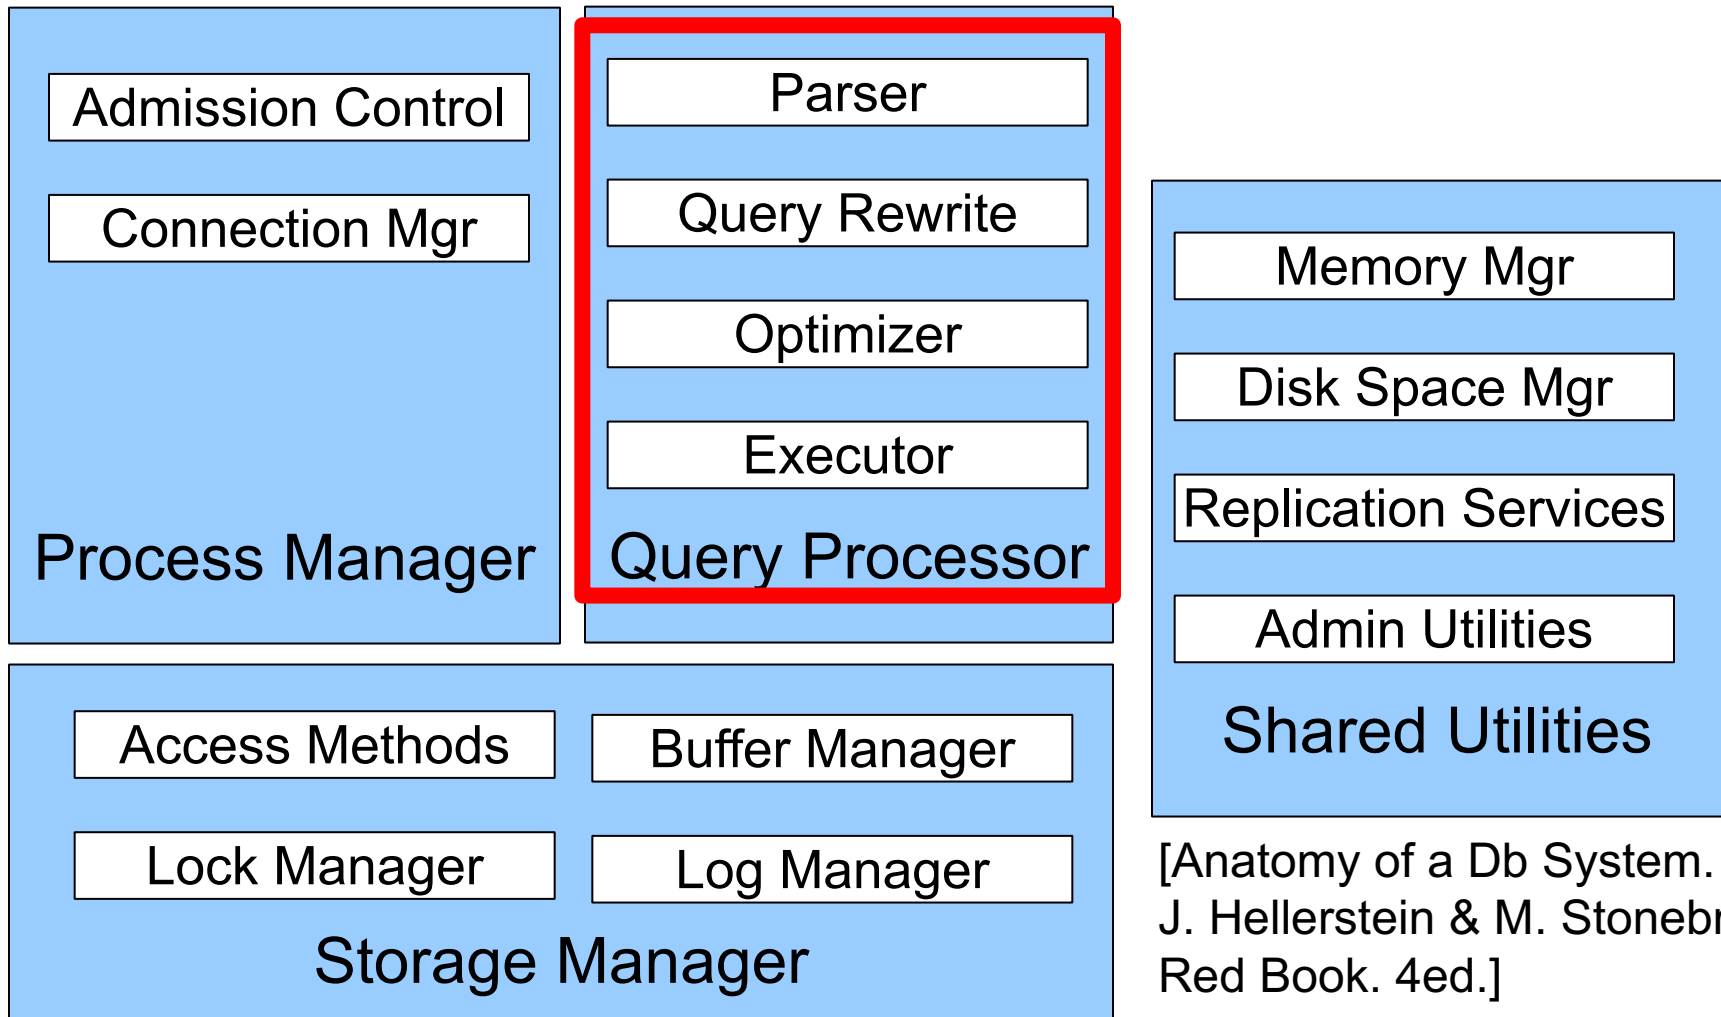 Admission Control
Connection Mgr
Process Manager
Parser
Query Rewrite
Optimizer
Executor
Query Processor
Memory Mgr
Disk Space Mgr
Replication Services
Admin Utilities
Shared Utilities
Access Methods
Buffer Manager
Lock Manager
Log Manager
Storage Manager
[Anatomy of a Db System.
J. Hellerstein & M. Stonebr
Red Book. 4ed.]